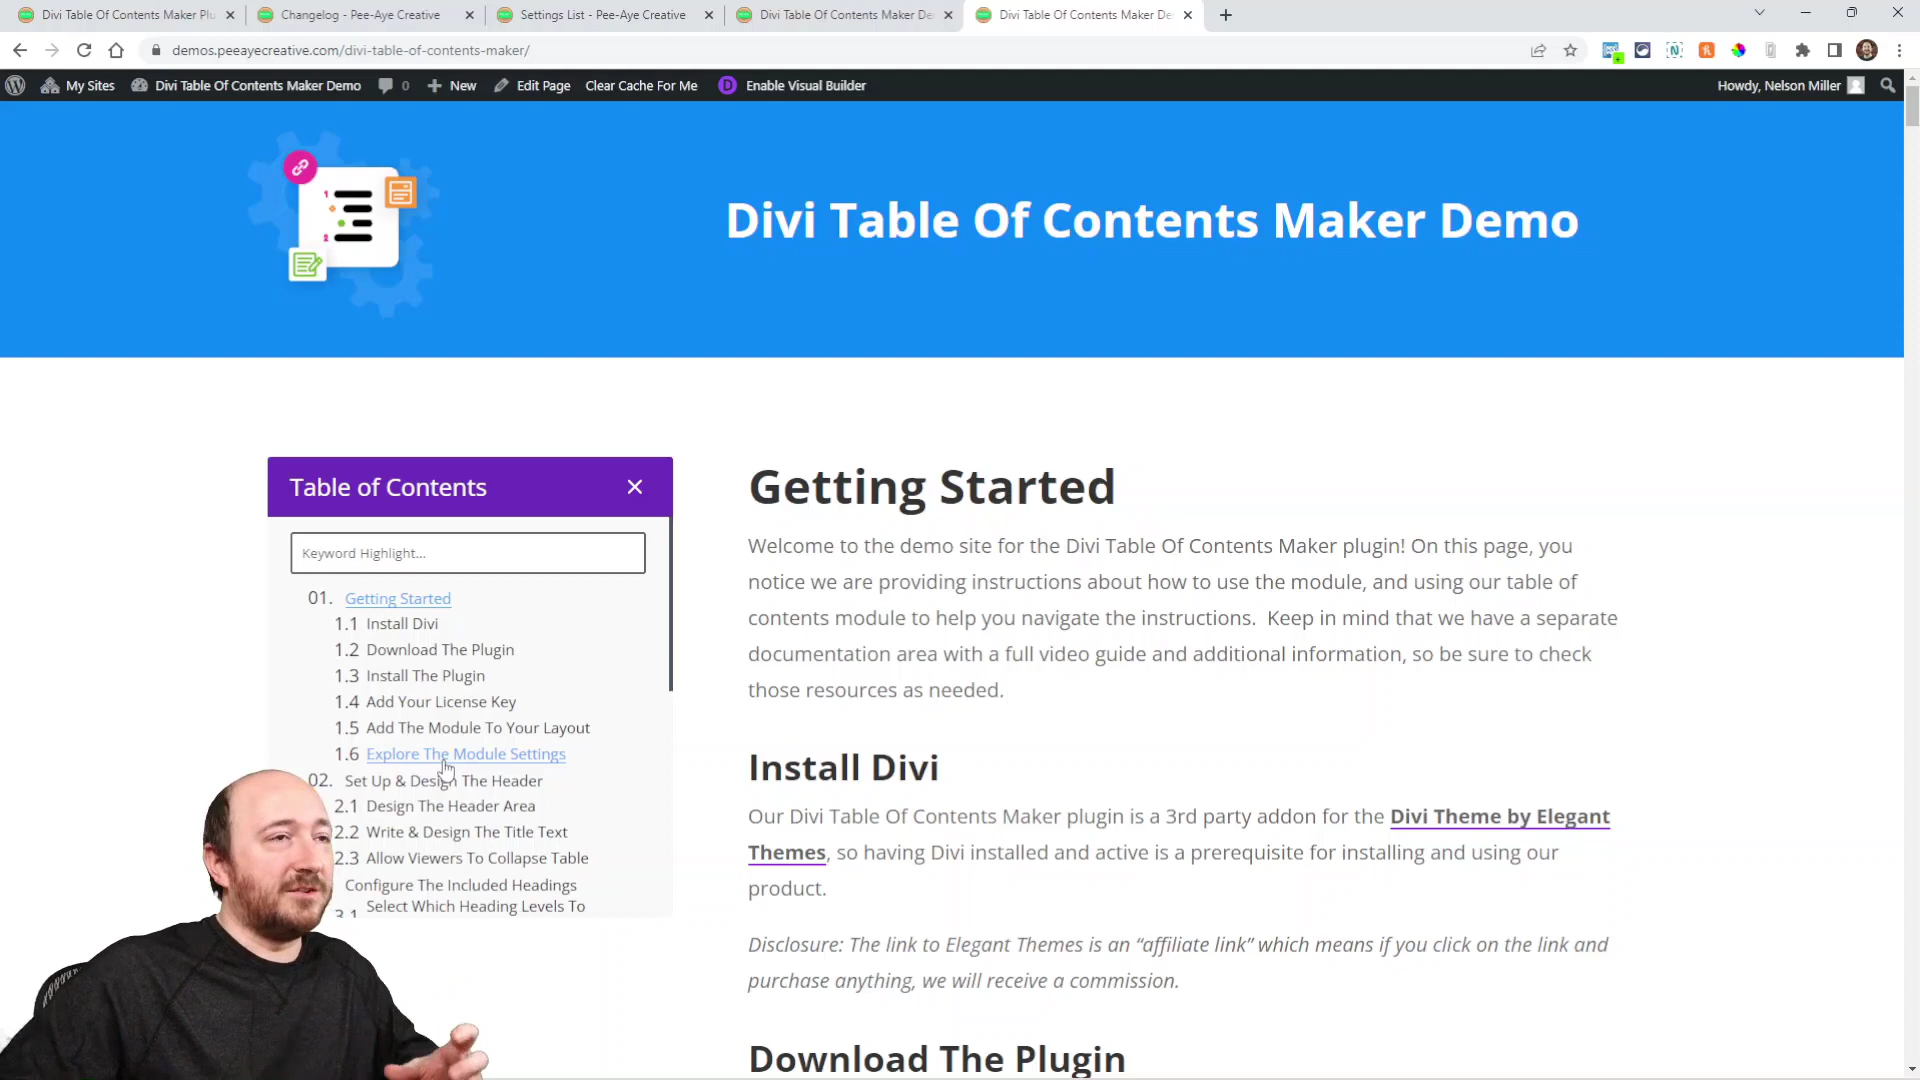 Divi Table Of Contents Maker Plu
Changelog - Pee-Aye Creative
Settings List - Pee-Aye Creative
Divi Table Of Contents Maker De
Divi Table Of Contents Maker De
demos.peeayecreative.com/divi-table-of-contents-maker/
My Sites
Divi Table Of Contents Maker Demo
0
New
Edit Page
Clear Cache For Me
D
Enable Visual Builder
Howdy, Nelson Miller
1
2
Divi Table Of Contents Maker Demo
Table of Contents
Keyword Highlight...
01. Getting Started
1.1 Install Divi
1.2 Download The Plugin
1.3 Install The Plugin
1.4 Add Your License Key
1.5 Add The Module To Your Layout
1.6 Explore The Module Settings
02. Set Up & Design The Header
2.1 Design The Header Area
2.2 Write & Design The Title Text
2.3 Allow Viewers To Collapse Table
Configure The Included Headings
3.1 Select Which Heading Levels To
Getting Started
Welcome to the demo site for the Divi Table Of Contents Maker plugin! On this page, you
notice we are providing instructions about how to use the module, and using our table of
contents module to help you navigate the instructions. Keep in mind that we have a separate
documentation area with a full video guide and additional information, so be sure to check
those resources as needed.
Install Divi
Our Divi Table Of Contents Maker plugin is a 3rd party addon for the Divi Theme by Elegant
Themes, so having Divi installed and active is a prerequisite for installing and using our
product.
Disclosure: The link to Elegant Themes is an “affiliate link” which means if you click on the link and
purchase anything, we will receive a commission.
Download The Plugin